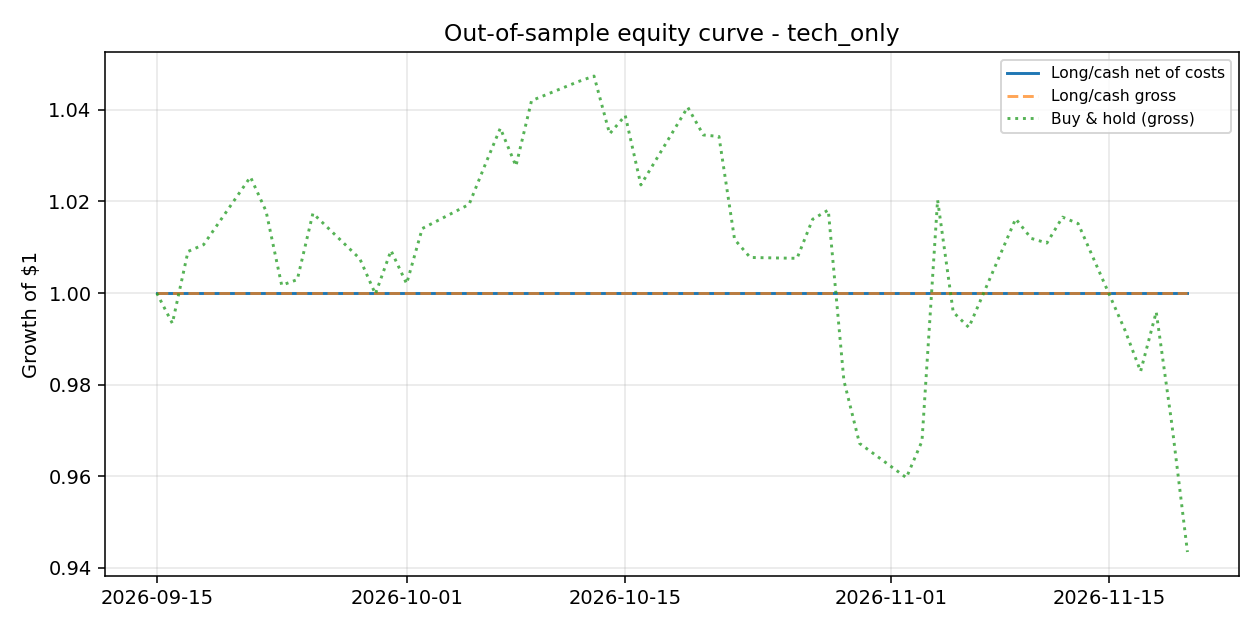 Out-of-sample equity curve - tech_only
Long/cash net of costs
Long/cash gross
Buy & hold (gross)
Growth of $1
1.04
1.02
1.00
0.98
0.96
0.94
2026-09-15
2026-10-01
2026-10-15
2026-11-01
2026-11-15